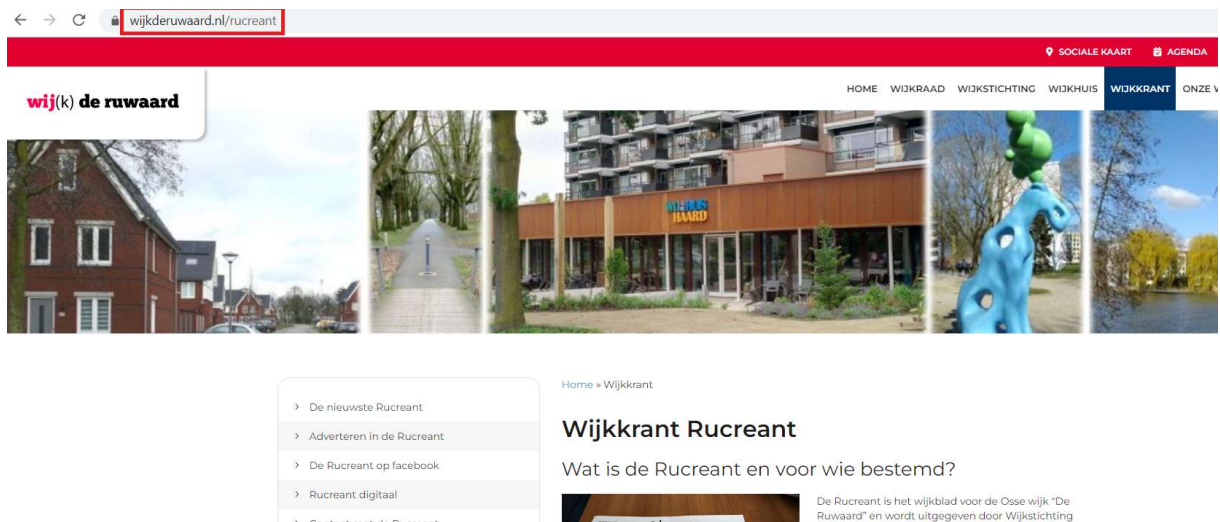 wijkderuwaard.nl/rucreant
SOCIALE KAART AGENDA
wij(k) de ruwaard
HOME WIJKRAAD WIJKSTICHTING WIJKHUIS WIJKKRANT ONZE
HAARD
Home » Wijkkrant
De nieuwste Rucreant
Adverteren in de Rucreant
De Rucreant op facebook
Rucreant digitaal
Wijkkrant Rucreant
Wat is de Rucreant en voor wie bestemd?
De Rucreant is het wijkblad voor de Osse wijk "De
Ruwaard" en wordt uitgegeven door Wijkstichting